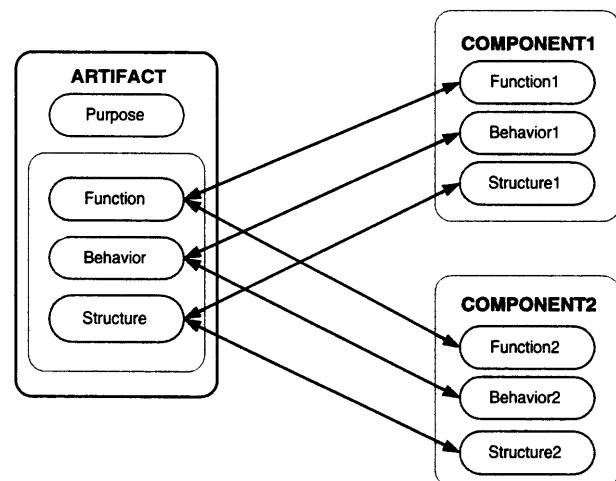 ARTIFACT
Purpose
Function
Behavior
Structure
COMPONENT1
Function1
Behavior1
Structure1
COMPONENT2
Function2
Behavior2
Structure2